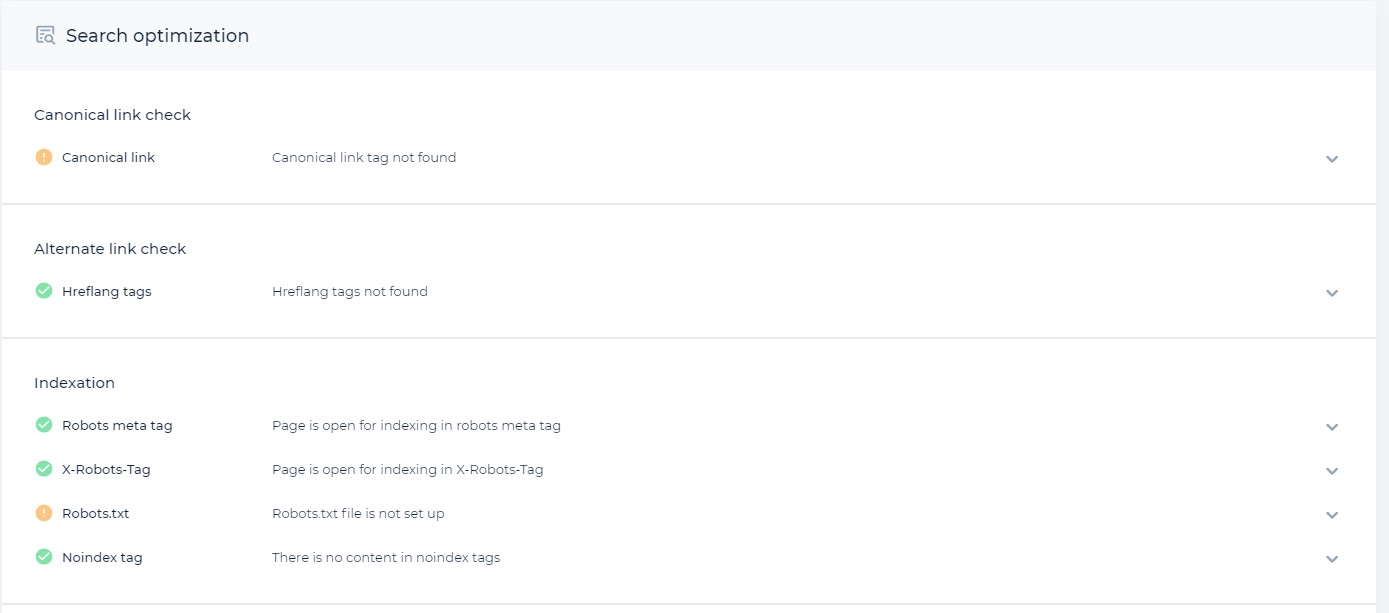 Search optimization
Canonical link check
Canonical link Canonical link tag not found
Alternate link check
Hreflang tags Hreflang tags not found
Indexation
Robots meta tag Page is open for indexing in robots meta tag
X-Robots-Tag Page is open for indexing in X-Robots-Tag
Robots.txt Robots.txt file is not set up
Noindex tag There is no content in noindex tags